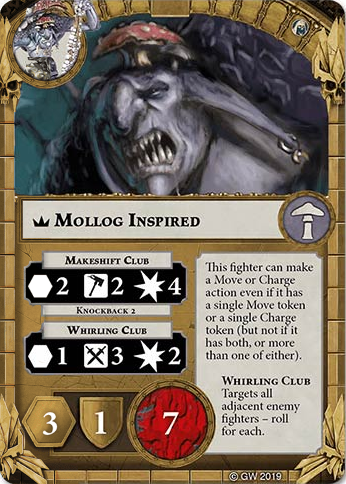 Mollog Inspired
Makeshift Club
2 2 4
Knockback 2
Whirling Club
1 3 2
This fighter can make
a Move or Charge
action even if it has
a single Move token
or a single Charge
token (but not if it
has both, or more
than one of either).
Whirling Club
Targets all
adjacent enemy
fighters – roll
for each.
3 1 7
© GW 2019